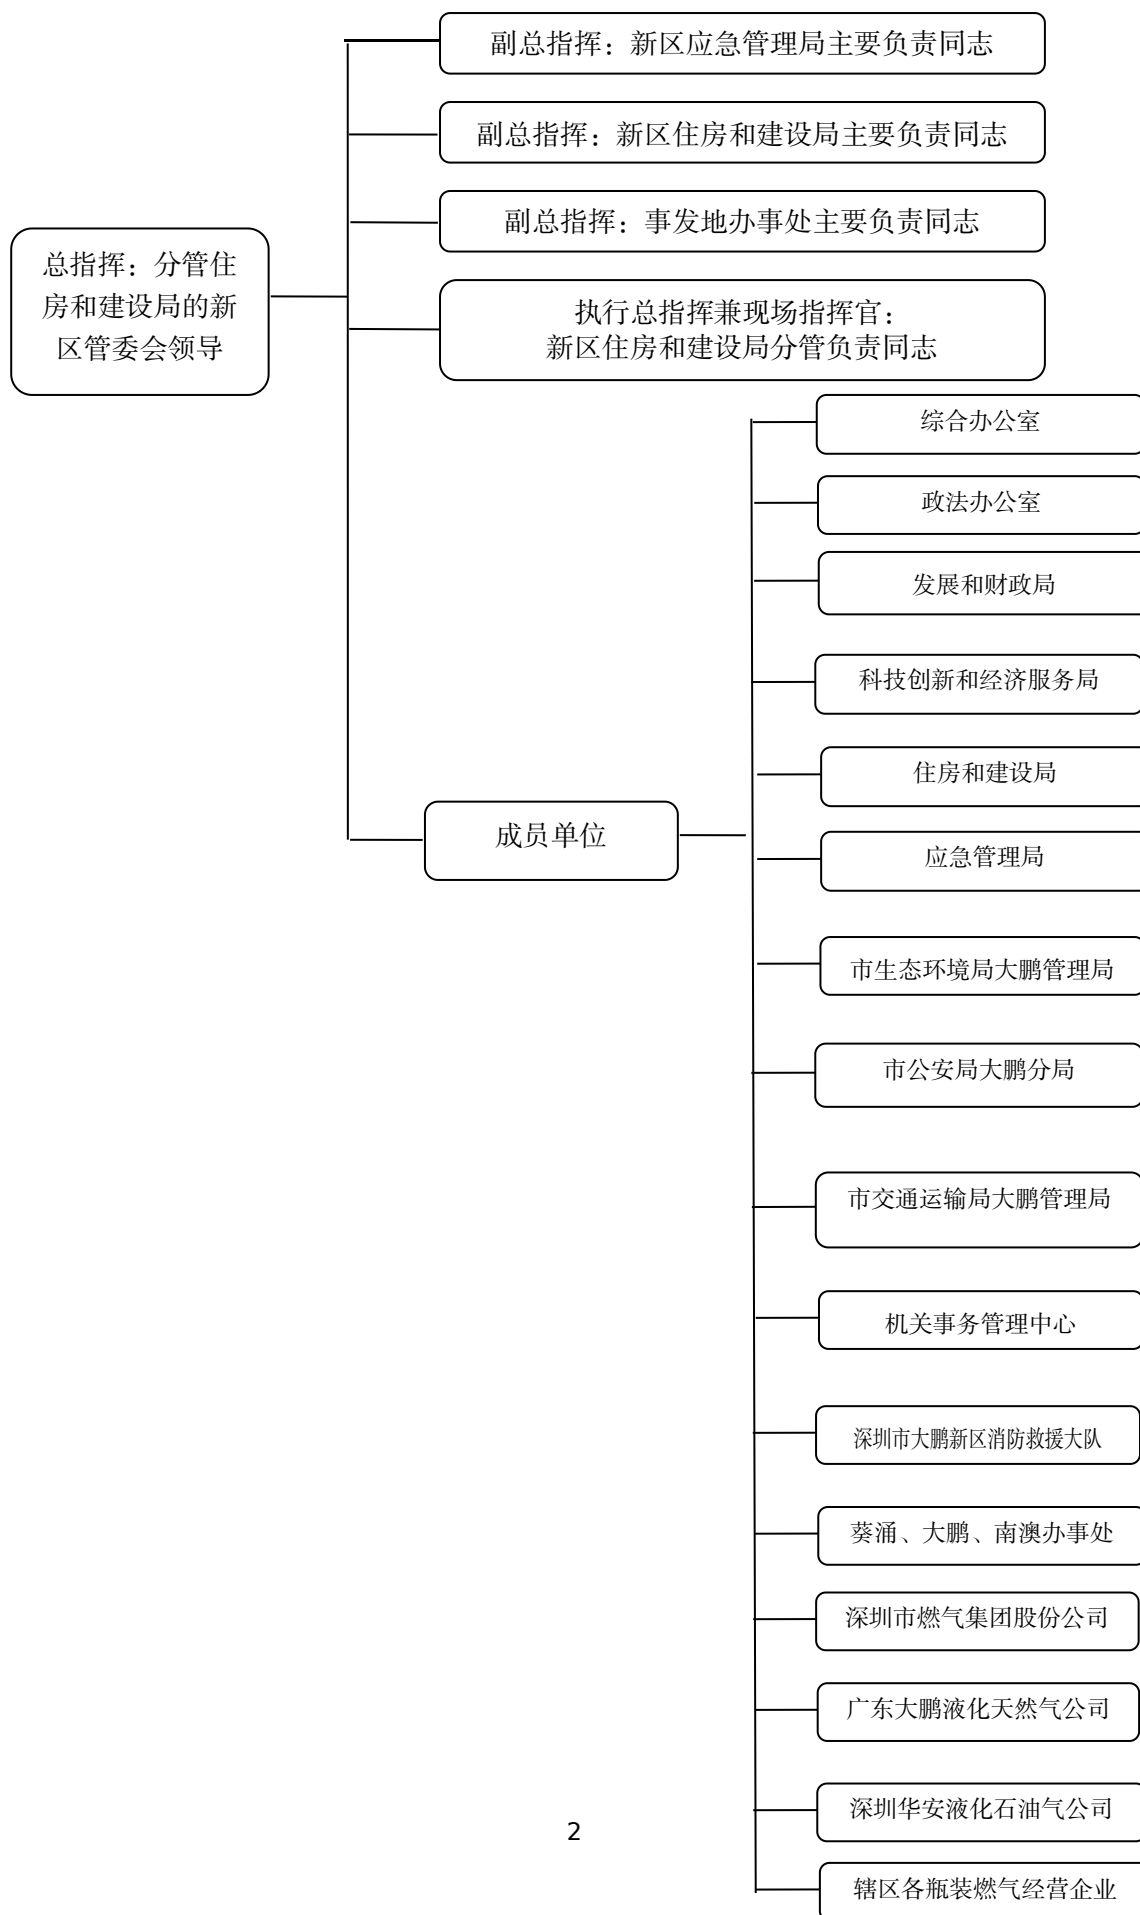 副总指挥：新区应急管理局主要负责同志
副总指挥：新区住房和建设局主要负责同志
副总指挥：事发地办事处主要负责同志
总指挥：分管住
房和建设局的新
区管委会领导
执行总指挥兼现场指挥官：
新区住房和建设局分管负责同志
综合办公室
政法办公室
发展和财政局
科技创新和经济服务局
住房和建设局
成员单位
应急管理局
市生态环境局大鹏管理局
市公安局大鹏分局
市交通运输局大鹏管理局
机关事务管理中心
深圳市大鹏新区消防救援大队
葵涌、大鹏、南澳办事处
深圳市燃气集团股份公司
广东大鹏液化天然气公司
深圳华安液化石油气公司
2
辖区各瓶装燃气经营企业